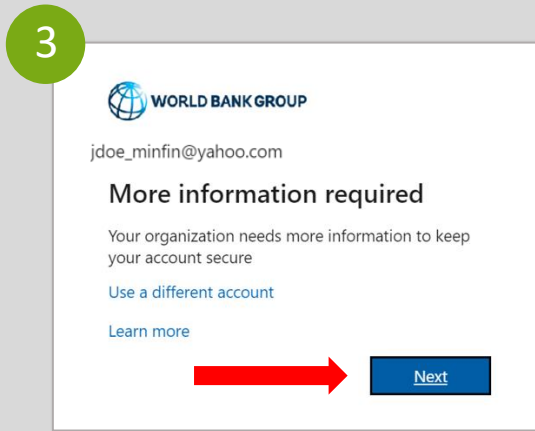 3
WORLD BANK GROUP
jdoe_minfin@yahoo.com
More information required
Your organization needs more information to keep
your account secure
Use a different account
Learn more
Next